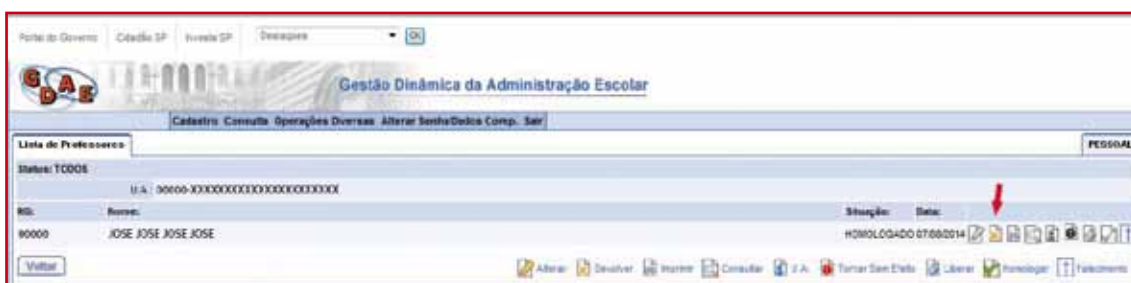 Portal do Governo Cidadão SP Investe SP Destaques OK
GDAE
Gestão Dinâmica da Administração Escolar
Cadastro Consulta Operações Diversas Alterar Senha/Dados Comp. Sair
Lista de Professores PESSOAL
Status: TODOS
U.A.: 00000-XXXXXXXXXXXXXXXXXXXXXXX
RG: Nome: Situação: Data:
00000 JOSE JOSE JOSE JOSE HOMOLOGADO 07/08/2014
Voltar Alterar Devolver Imprimir Consultar U.A. Tornar Sem Efeito Liberar Homologar Falecimento